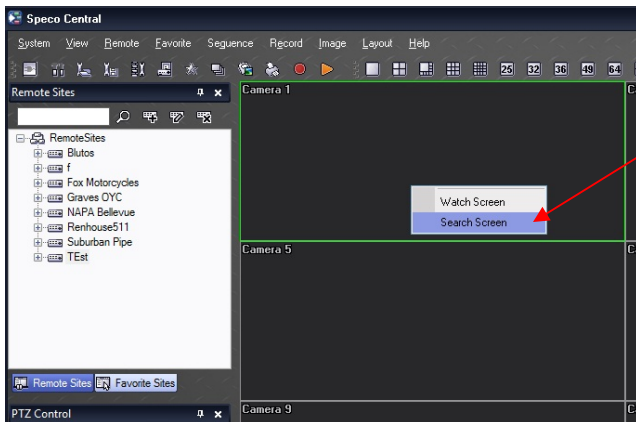 Speco Central
System View Remote Favorite Sequence Record Image Layout Help
25 32 36 49 64
Remote Sites
RemoteSites
Blutos
f
Fox Motorcycles
Graves OYC
NAPA Bellevue
Renhouse511
Suburban Pipe
TEst
Remote Sites Favorite Sites
PTZ Control
Camera 1
C
Watch Screen
Search Screen
Camera 5
C
Camera 9
C